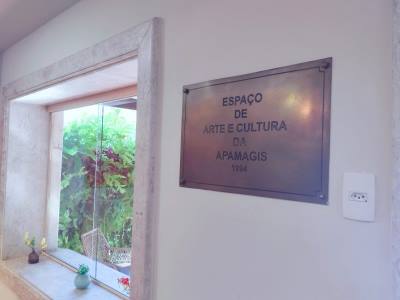 ESPAÇO
DE
ARTE E CULTURA
DA
APAMAGIS
1994